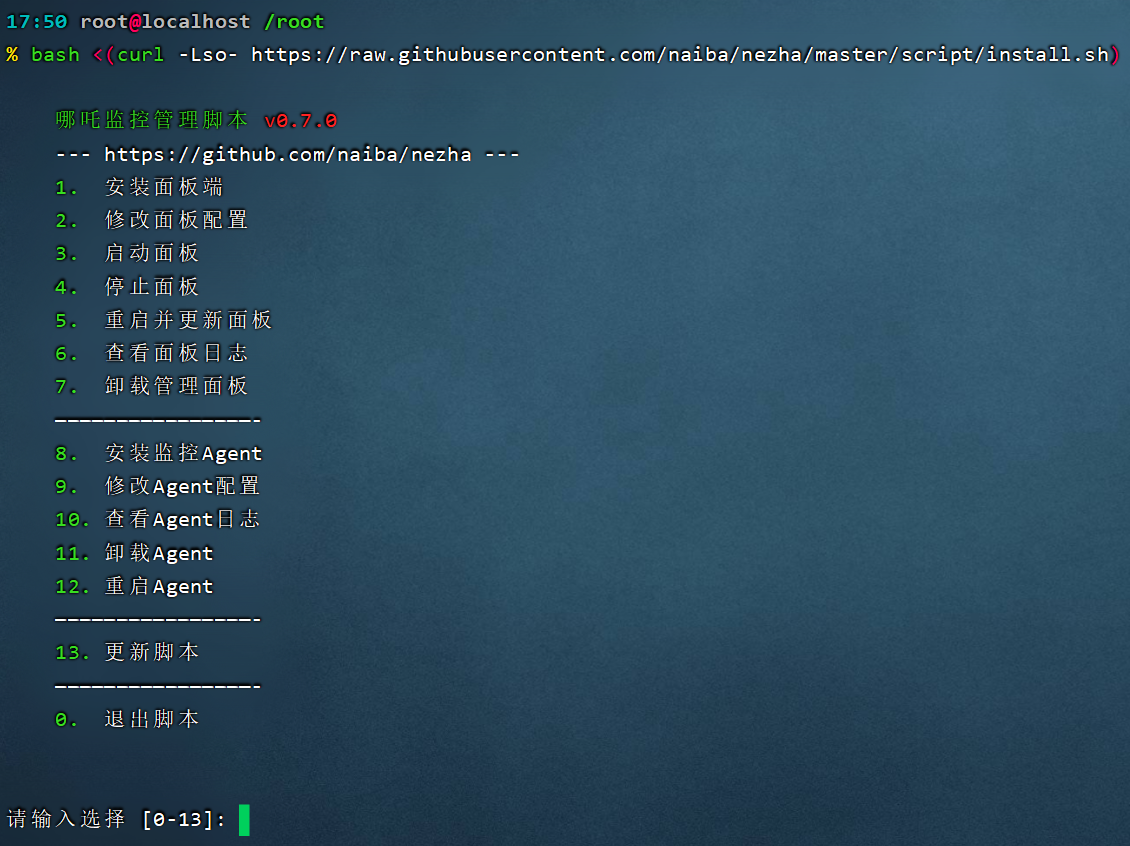 17:50 root@localhost /root
% bash <(curl -Lso- https://raw.githubusercontent.com/naiba/nezha/master/script/install.sh)
哪吒监控管理脚本 v0.7.0
--- https://github.com/naiba/nezha ---
1. 安装面板端
2. 修改面板配置
3. 启动面板
4. 停止面板
5. 重启并更新面板
6. 查看面板日志
7. 卸载管理面板
————————————————-
8. 安装监控Agent
9. 修改Agent配置
10. 查看Agent日志
11. 卸载Agent
12. 重启Agent
————————————————-
13. 更新脚本
————————————————-
0. 退出脚本
请输入选择 [0-13]: